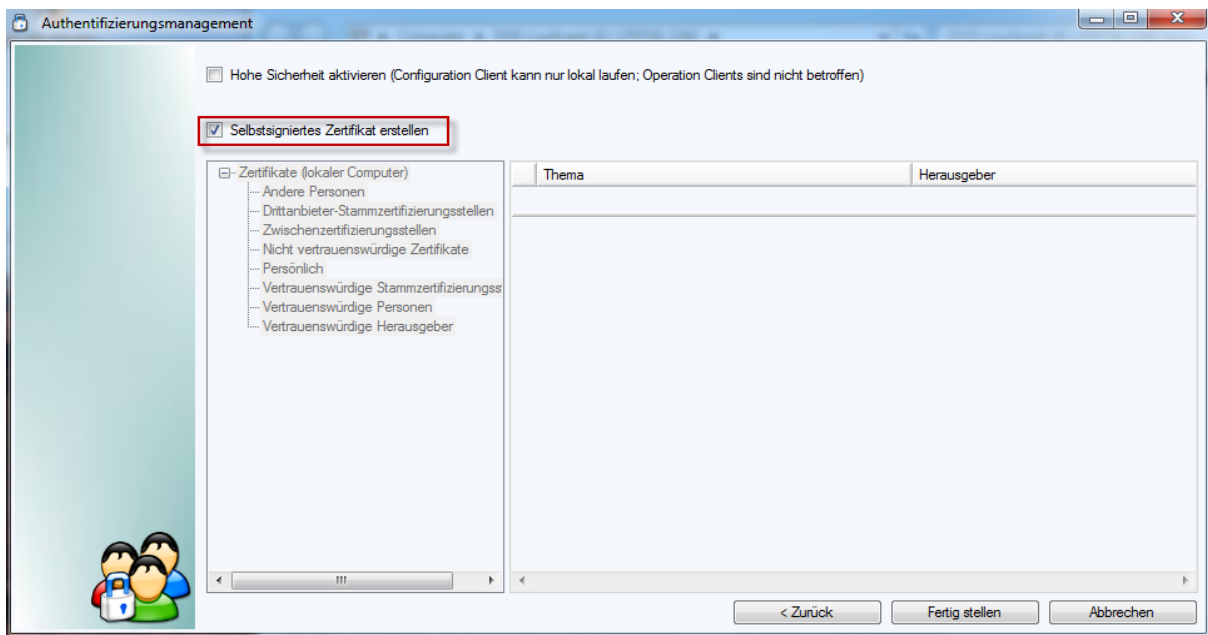 Authentifizierungsmanagement
Hohe Sicherheit aktivieren (Configuration Client kann nur lokal laufen; Operation Clients sind nicht betroffen)
Selbstsigniertes Zertifikat erstellen
Zertifikate (lokaler Computer)
Andere Personen
Drittanbieter-Stammzertifizierungsstellen
Zwischenzertifizierungsstellen
Nicht vertrauenswürdige Zertifikate
Persönlich
Vertrauenswürdige Stammzertifizierungss
Vertrauenswürdige Personen
Vertrauenswürdige Herausgeber
Thema Herausgeber
< Zurück Fertig stellen Abbrechen